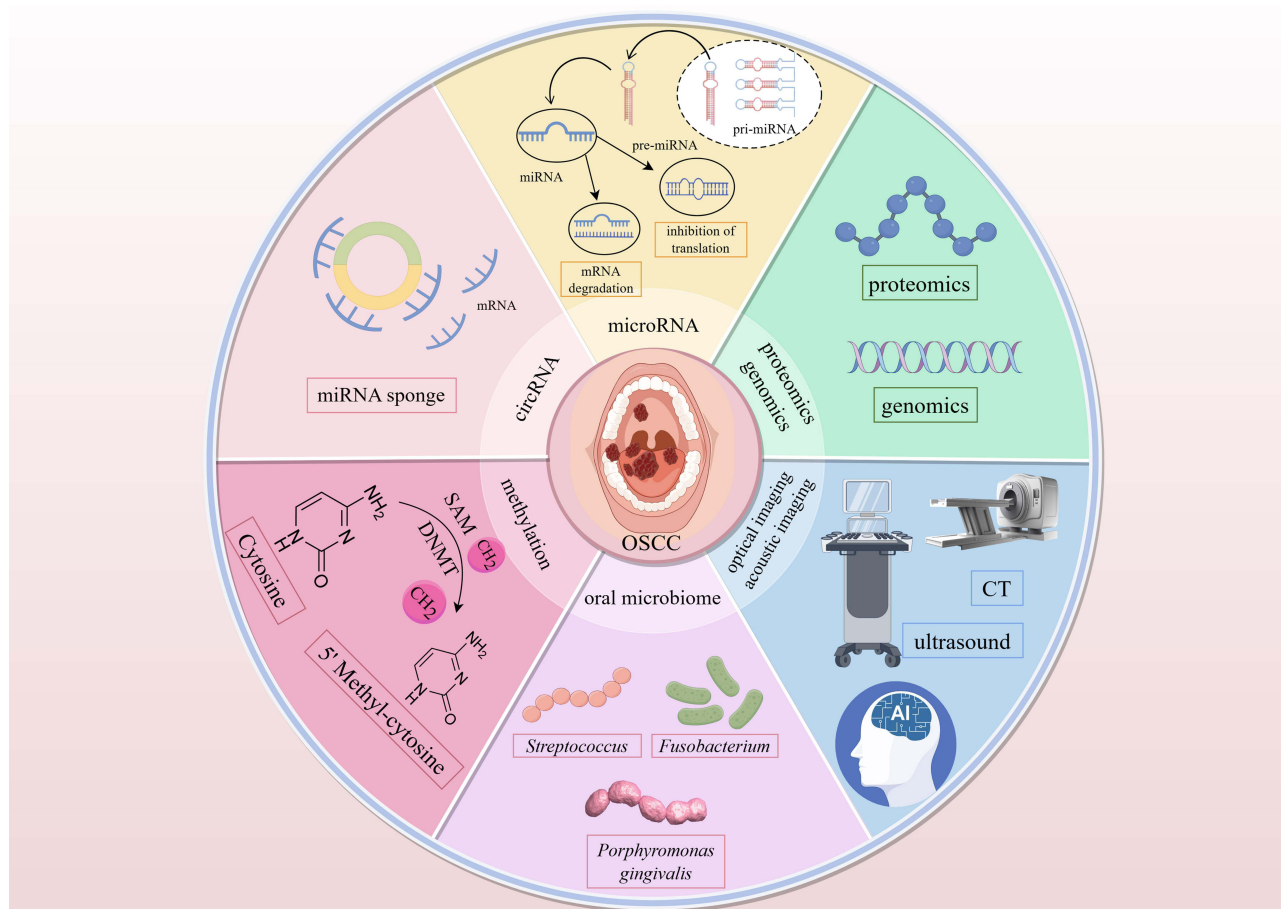 pri-miRNA
pre-miRNA
miRNA
inhibition of
translation
mRNA
degradation
microRNA
proteomics
genomics
proteomics
genomics
optical imaging
acoustic imaging
CT
ultrasound
AI
oral microbiome
Streptococcus
Fusobacterium
Porphyromonas
gingivalis
methylation
NH2
N
N
H
O
Cytosine
SAM
DNMT
CH2
CH2
NH2
N
N
H
O
5' Methyl-cytosine
circRNA
mRNA
miRNA sponge
OSCC